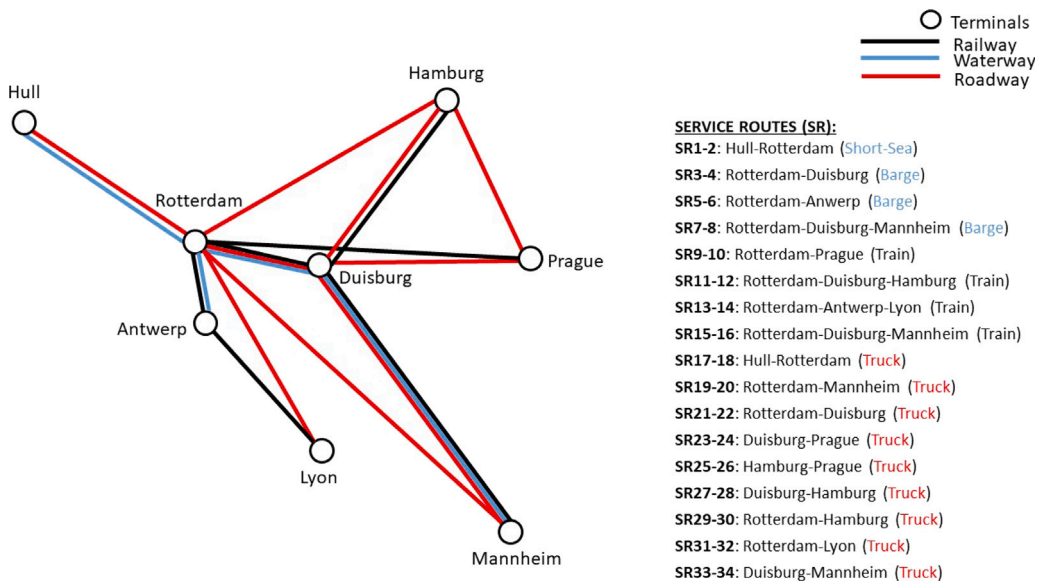 Terminals
Railway
Waterway
Roadway
Hamburg
Hull
Rotterdam
Duisburg
Prague
Antwerp
Lyon
Mannheim
SERVICE ROUTES (SR):
SR1-2: Hull-Rotterdam (Short-Sea)
SR3-4: Rotterdam-Duisburg (Barge)
SR5-6: Rotterdam-Anwerp (Barge)
SR7-8: Rotterdam-Duisburg-Mannheim (Barge)
SR9-10: Rotterdam-Prague (Train)
SR11-12: Rotterdam-Duisburg-Hamburg (Train)
SR13-14: Rotterdam-Antwerp-Lyon (Train)
SR15-16: Rotterdam-Duisburg-Mannheim (Train)
SR17-18: Hull-Rotterdam (Truck)
SR19-20: Rotterdam-Mannheim (Truck)
SR21-22: Rotterdam-Duisburg (Truck)
SR23-24: Duisburg-Prague (Truck)
SR25-26: Hamburg-Prague (Truck)
SR27-28: Duisburg-Hamburg (Truck)
SR29-30: Rotterdam-Hamburg (Truck)
SR31-32: Rotterdam-Lyon (Truck)
SR33-34: Duisburg-Mannheim (Truck)